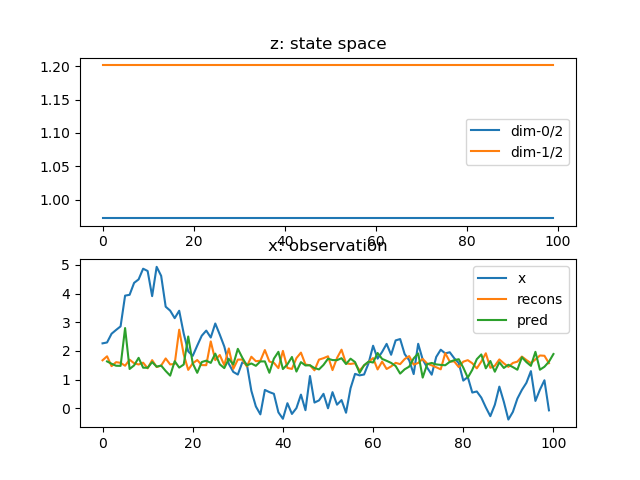 z: state space
1.20
1.15
1.10
1.05
1.00
dim-0/2
dim-1/2
0 20 40 60 80 100
x: observation
5
4
3
2
1
0
x
recons
pred
0 20 40 60 80 100